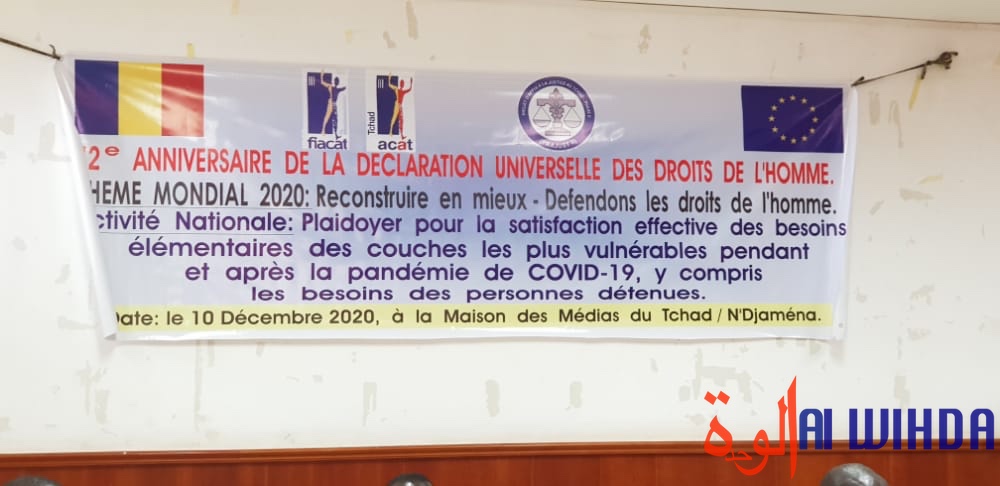 fiacat
Tchad
acat
2e ANNIVERSAIRE DE LA DECLARATION UNIVERSELLE DES DROITS DE L'HOMME.
HEME MONDIAL 2020: Reconstruire en mieux - Defendons les droits de l'homme.
ctivité Nationale: Plaidoyer pour la satisfaction effective des besoins
élémentaires des couches les plus vulnérables pendant
et après la pandémie de COVID-19, y compris
les besoins des personnes détenues.
Date: le 10 Décembre 2020, à la Maison des Médias du Tchad / N'Djaména.
الوحدة AI WIHDA